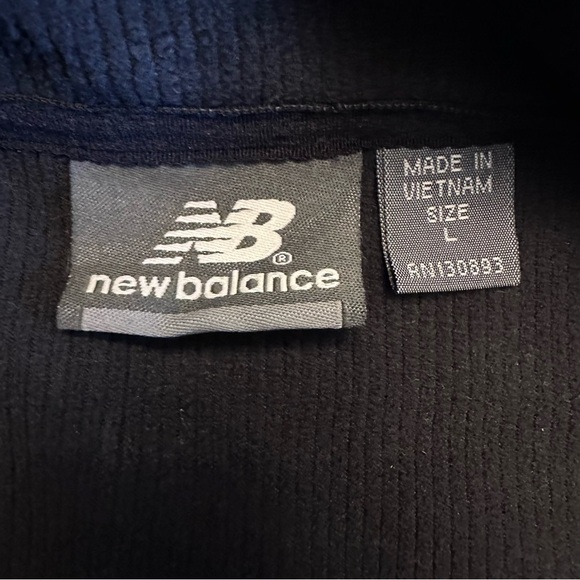 NB®
new balance
MADE IN
VIETNAM
SIZE
L
RN130893